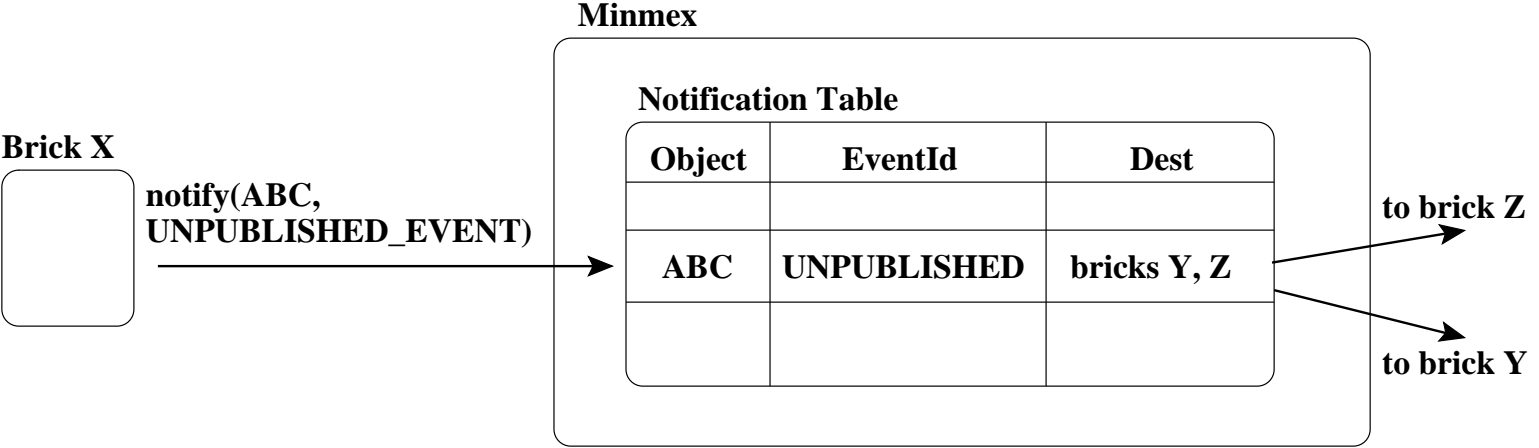 Minmex
Notification Table
Brick X
Object EventId Dest
notify(ABC,
UNPUBLISHED_EVENT)
to brick Z
ABC UNPUBLISHED bricks Y, Z
to brick Y